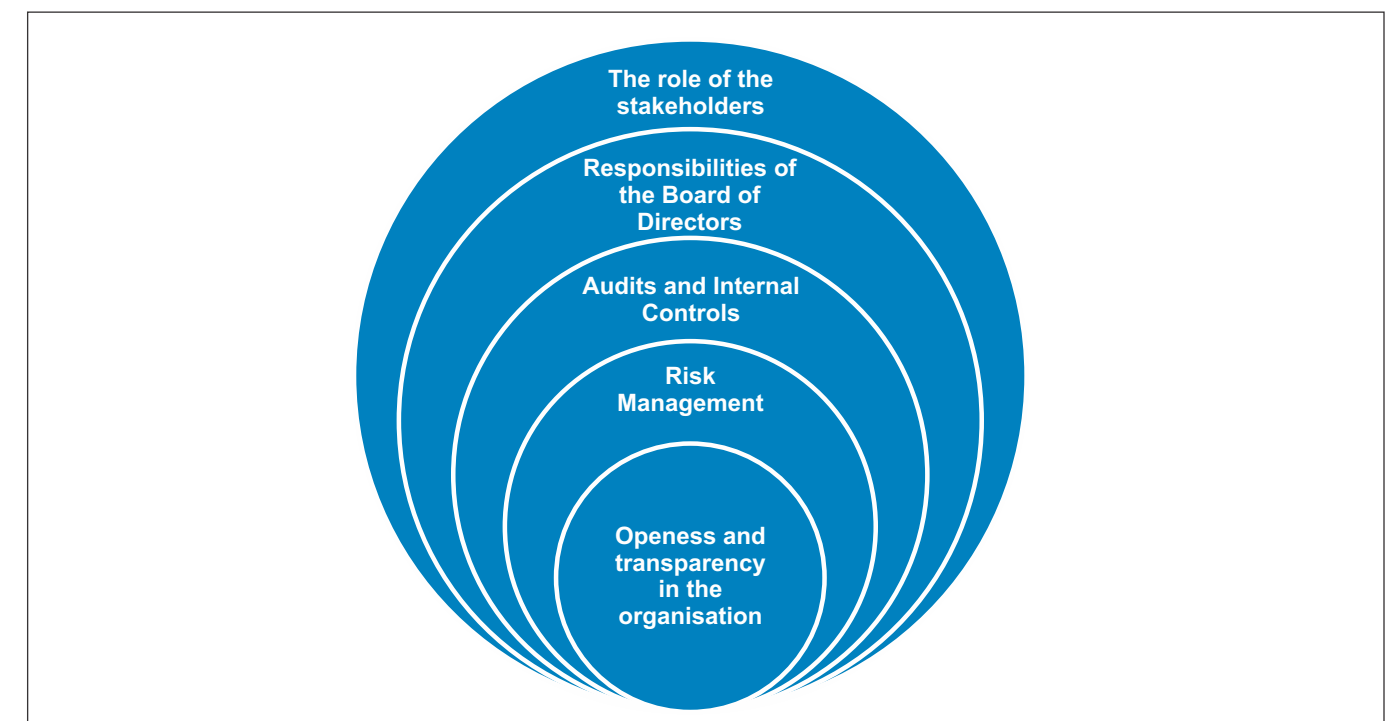 The role of the
stakeholders
Responsibilities of
the Board of
Directors
Audits and Internal
Controls
Risk
Management
Openess and
transparency
in the
organisation